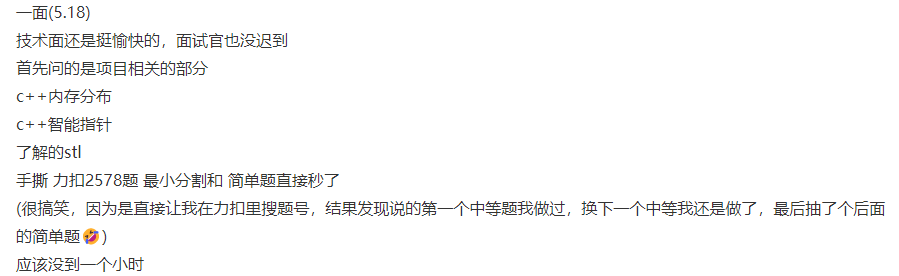 一面(5.18)
技术面还是挺愉快的，面试官也没迟到
首先问的是项目相关的部分
c++内存分布
c++智能指针
了解的stl
手撕 力扣2578题 最小分割和 简单题直接秒了
(很搞笑，因为是直接让我在力扣里搜题号，结果发现说的第一个中等题我做过，换下一个中等我还是做了，最后抽了个后面
的简单题🤣)
应该没到一个小时